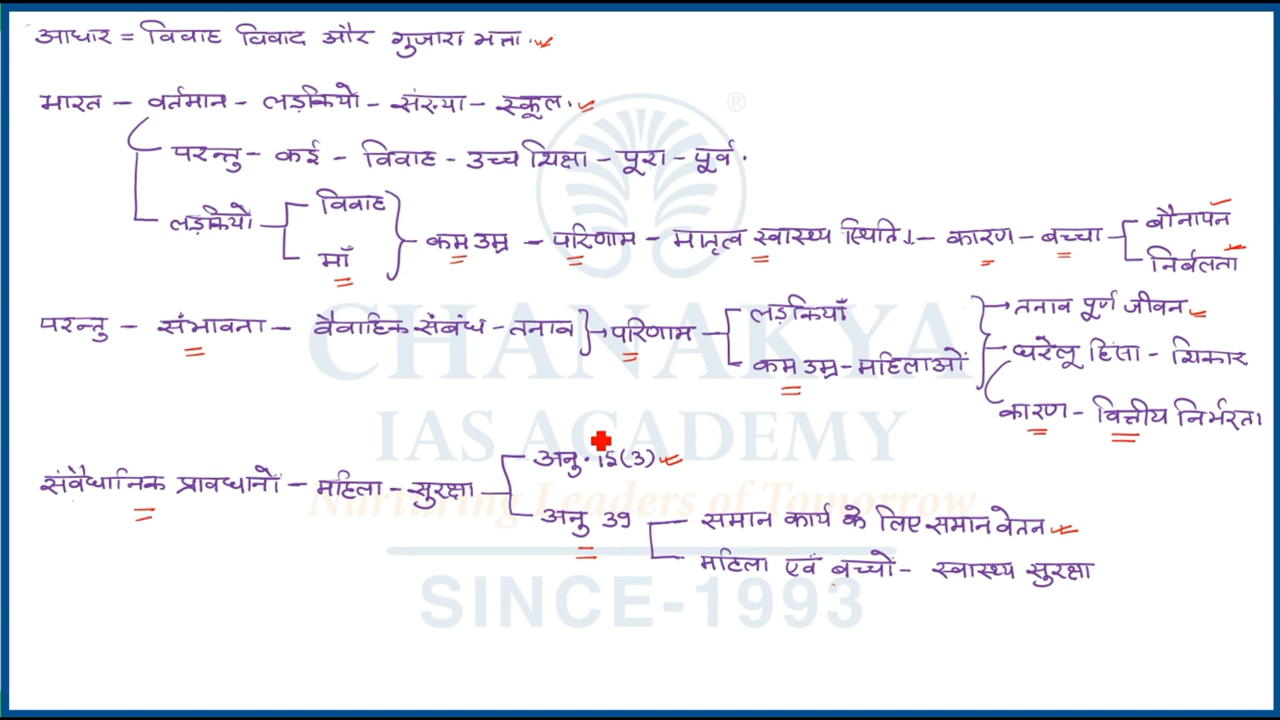 आधार = विवाह विवाद और गुजारा भत्ता.
भारत - वर्तमान - लड़कियों - संख्या - स्कूल.
परन्तु - कई - विवाह - उच्च शिक्षा - पूरा - पूर्व.
लड़कियों
विवाह
माँ
कम उम्र - परिणाम - मातृत्व स्वास्थ्य स्थिति↓ - कारण - बच्चा
बौनापन
निर्बलता
परन्तु - संभावना - वैवाहिक संबंध - तनाव → परिणाम
लड़कियाँ
कम उम्र - महिलाओं
→ तनाव पूर्ण जीवन
→ घरेलू हिंसा - शिकार
कारण - वित्तीय निर्भरता
संवैधानिक प्रावधानों - महिला - सुरक्षा
अनु. 15(3)
अनु 39
समान कार्य के लिए समान वेतन
महिला एवं बच्चों - स्वास्थ्य सुरक्षा
®
CHANAKYA
IAS ACADEMY
Nurturing Leaders of Tomorrow
SINCE-1993